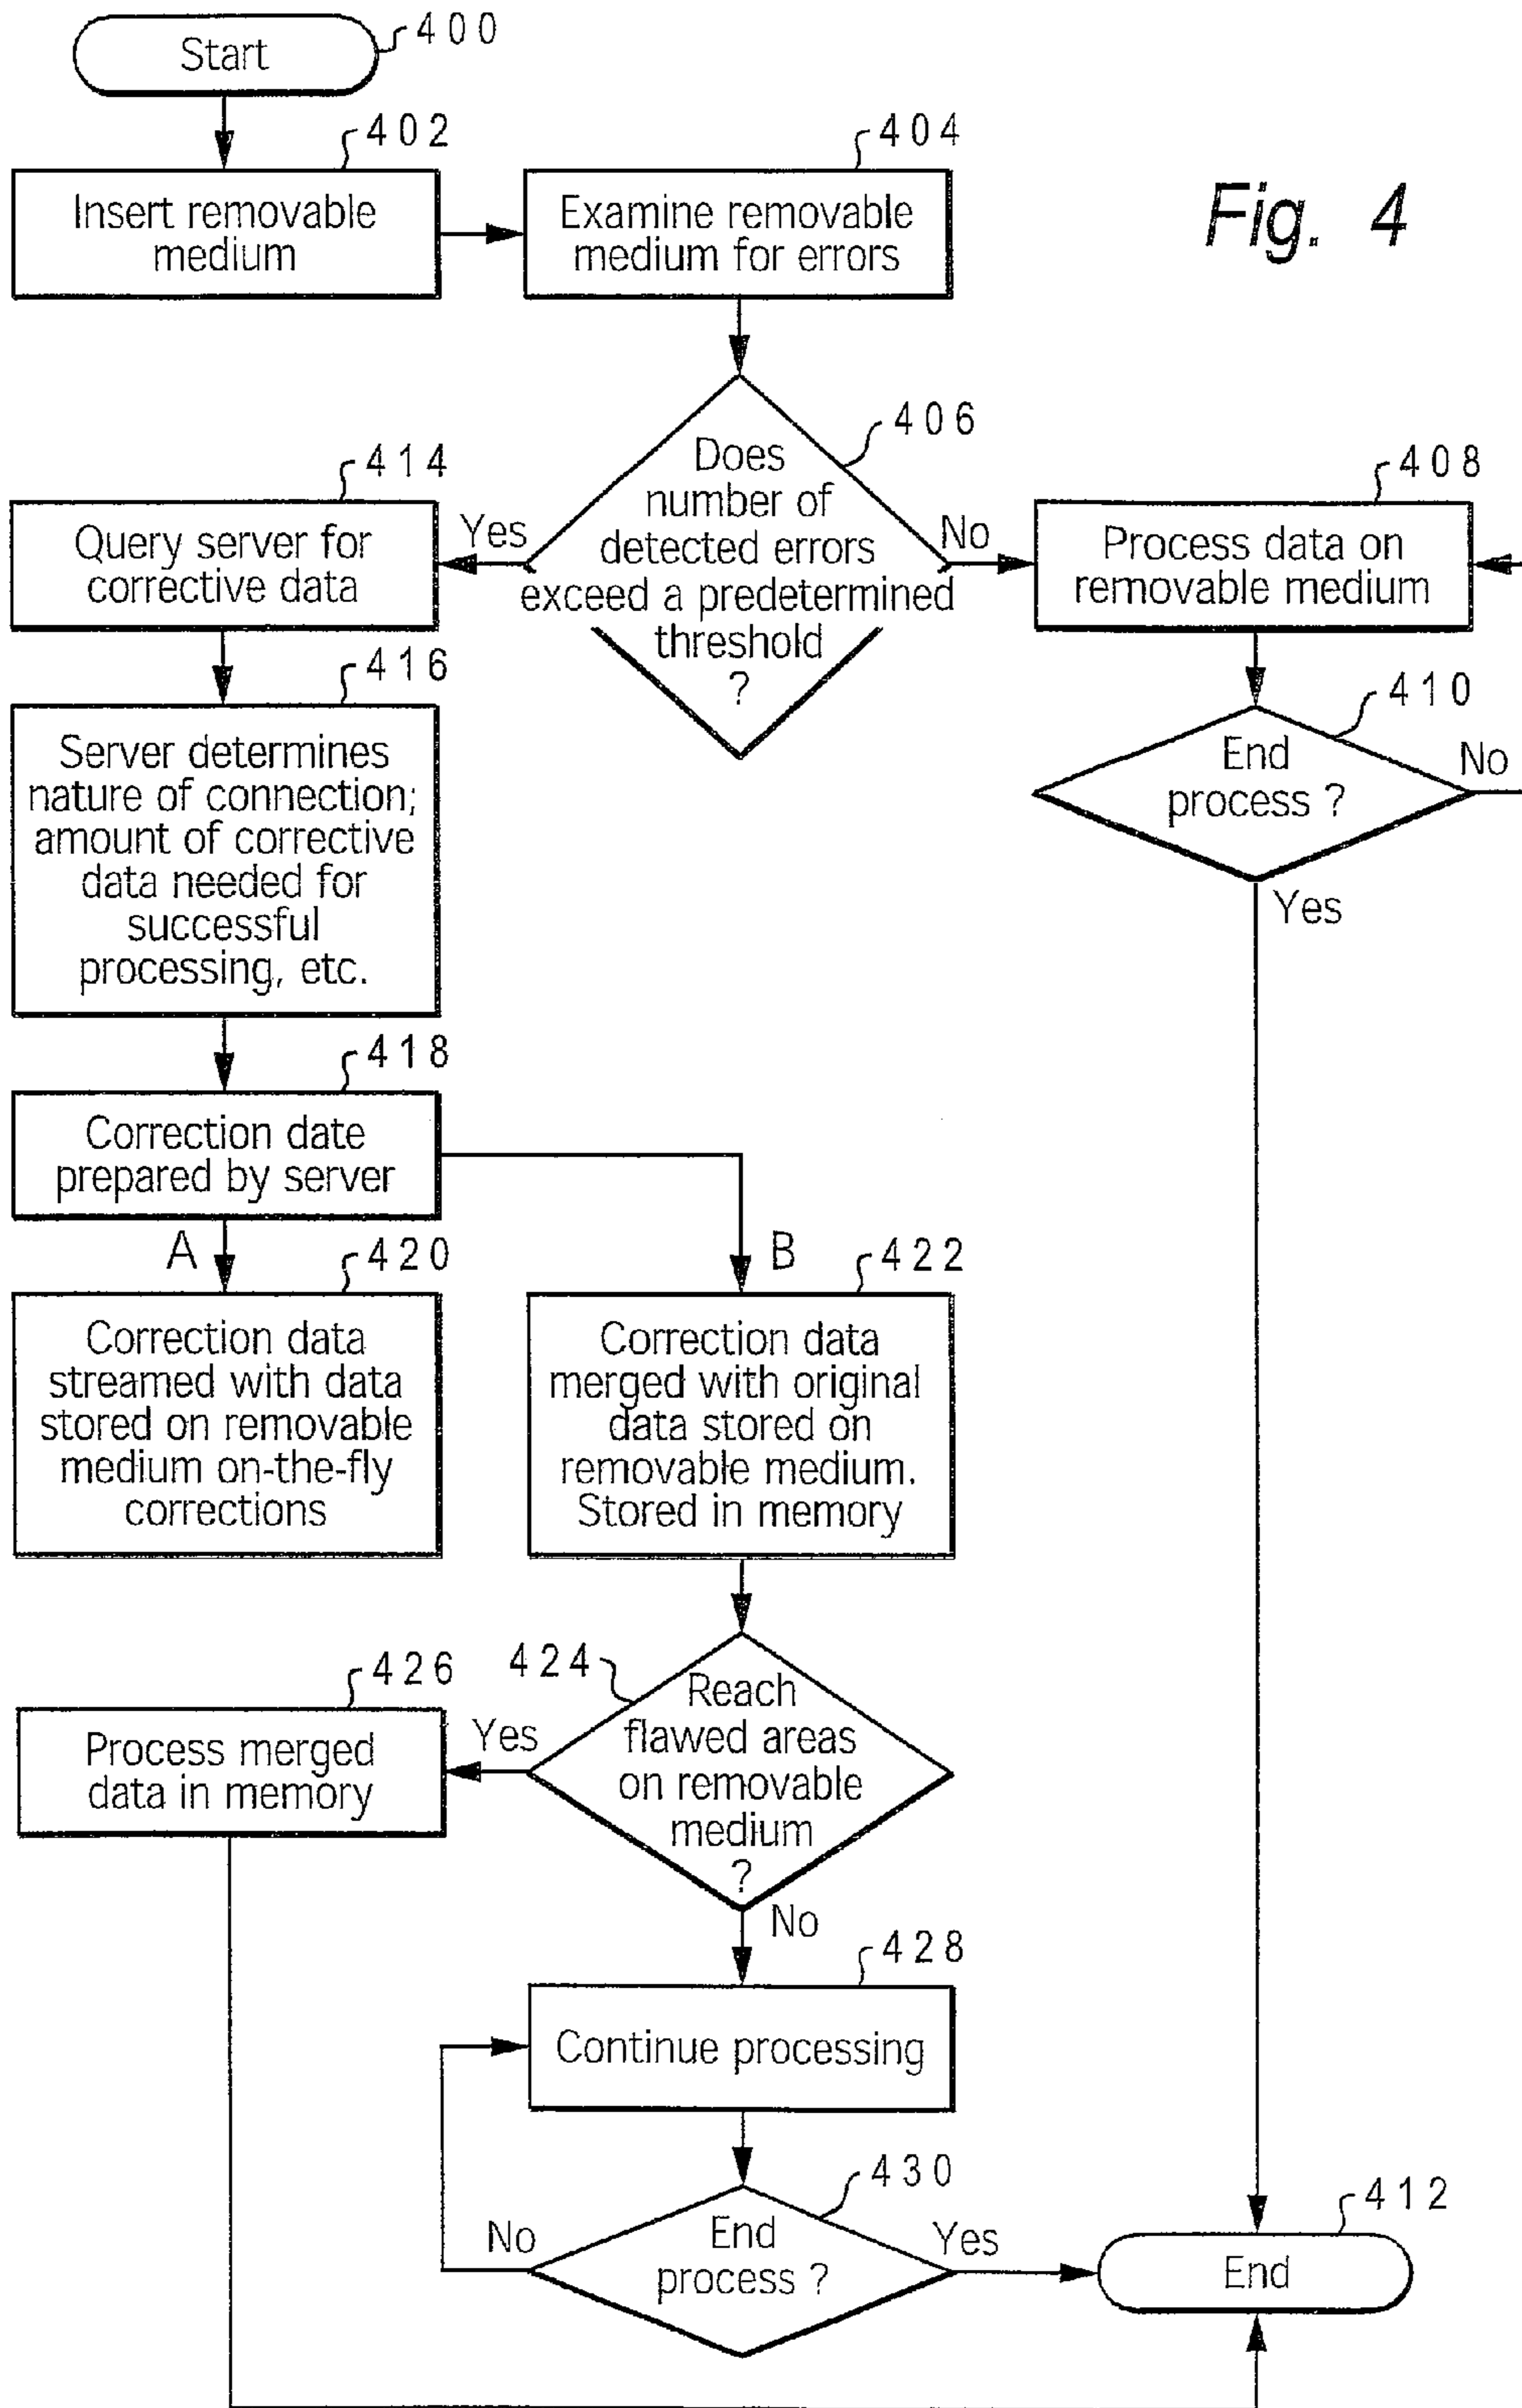 Start
400
402
Insert removable
medium
404
Examine removable
medium for errors
Fig. 4
406
Does
number of
detected errors
exceed a predetermined
threshold
?
Yes
No
414
Query server for
corrective data
408
Process data on
removable medium
416
Server determines
nature of connection;
amount of corrective
data needed for
successful
processing, etc.
410
End
process ?
No
Yes
418
Correction date
prepared by server
A
420
Correction data
streamed with data
stored on removable
medium on-the-fly
corrections
B
422
Correction data
merged with original
data stored on
removable medium.
Stored in memory
424
Reach
flawed areas
on removable
medium
?
Yes
426
Process merged
data in memory
No
428
Continue processing
430
End
process ?
No
Yes
412
End